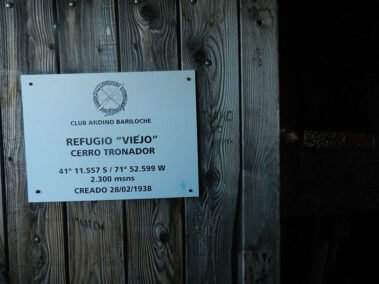 CLUB ANDINO BARILOCHE
REFUGIO "VIEJO"
CERRO TRONADOR
41° 11.557 S / 71° 52.599 W
2.300 msns
CREADO 28/02/1938